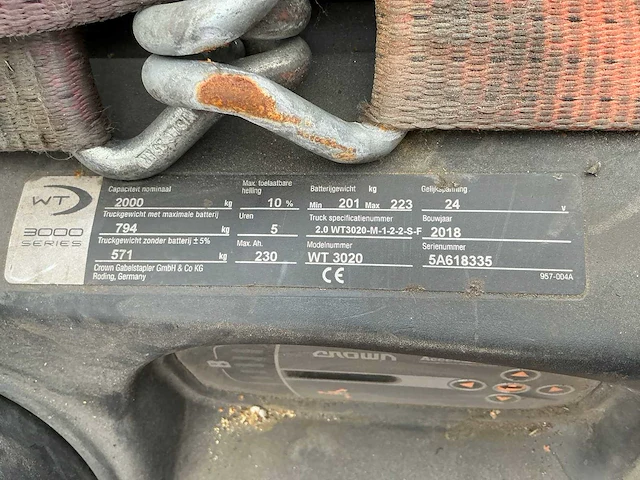 WT
3000
SERIES
Capaciteit nominaal
2000 kg
Max. toelaatbare helling
10 %
Batterijgewicht kg
Min 201 Max 223
Gelijkspanning
24 v
Truckgewicht met maximale batterij
794 kg
Uren
5
Truck specificatienummer
2.0 WT3020-M-1-2-2-S-F
Bouwjaar
2018
Truckgewicht zonder batterij ± 5%
571 kg
Max. Ah.
230
Modelnummer
WT 3020
Serienummer
5A618335
Crown Gabelstapler GmbH & Co KG
Roding, Germany
CE
957-004A
CROWN